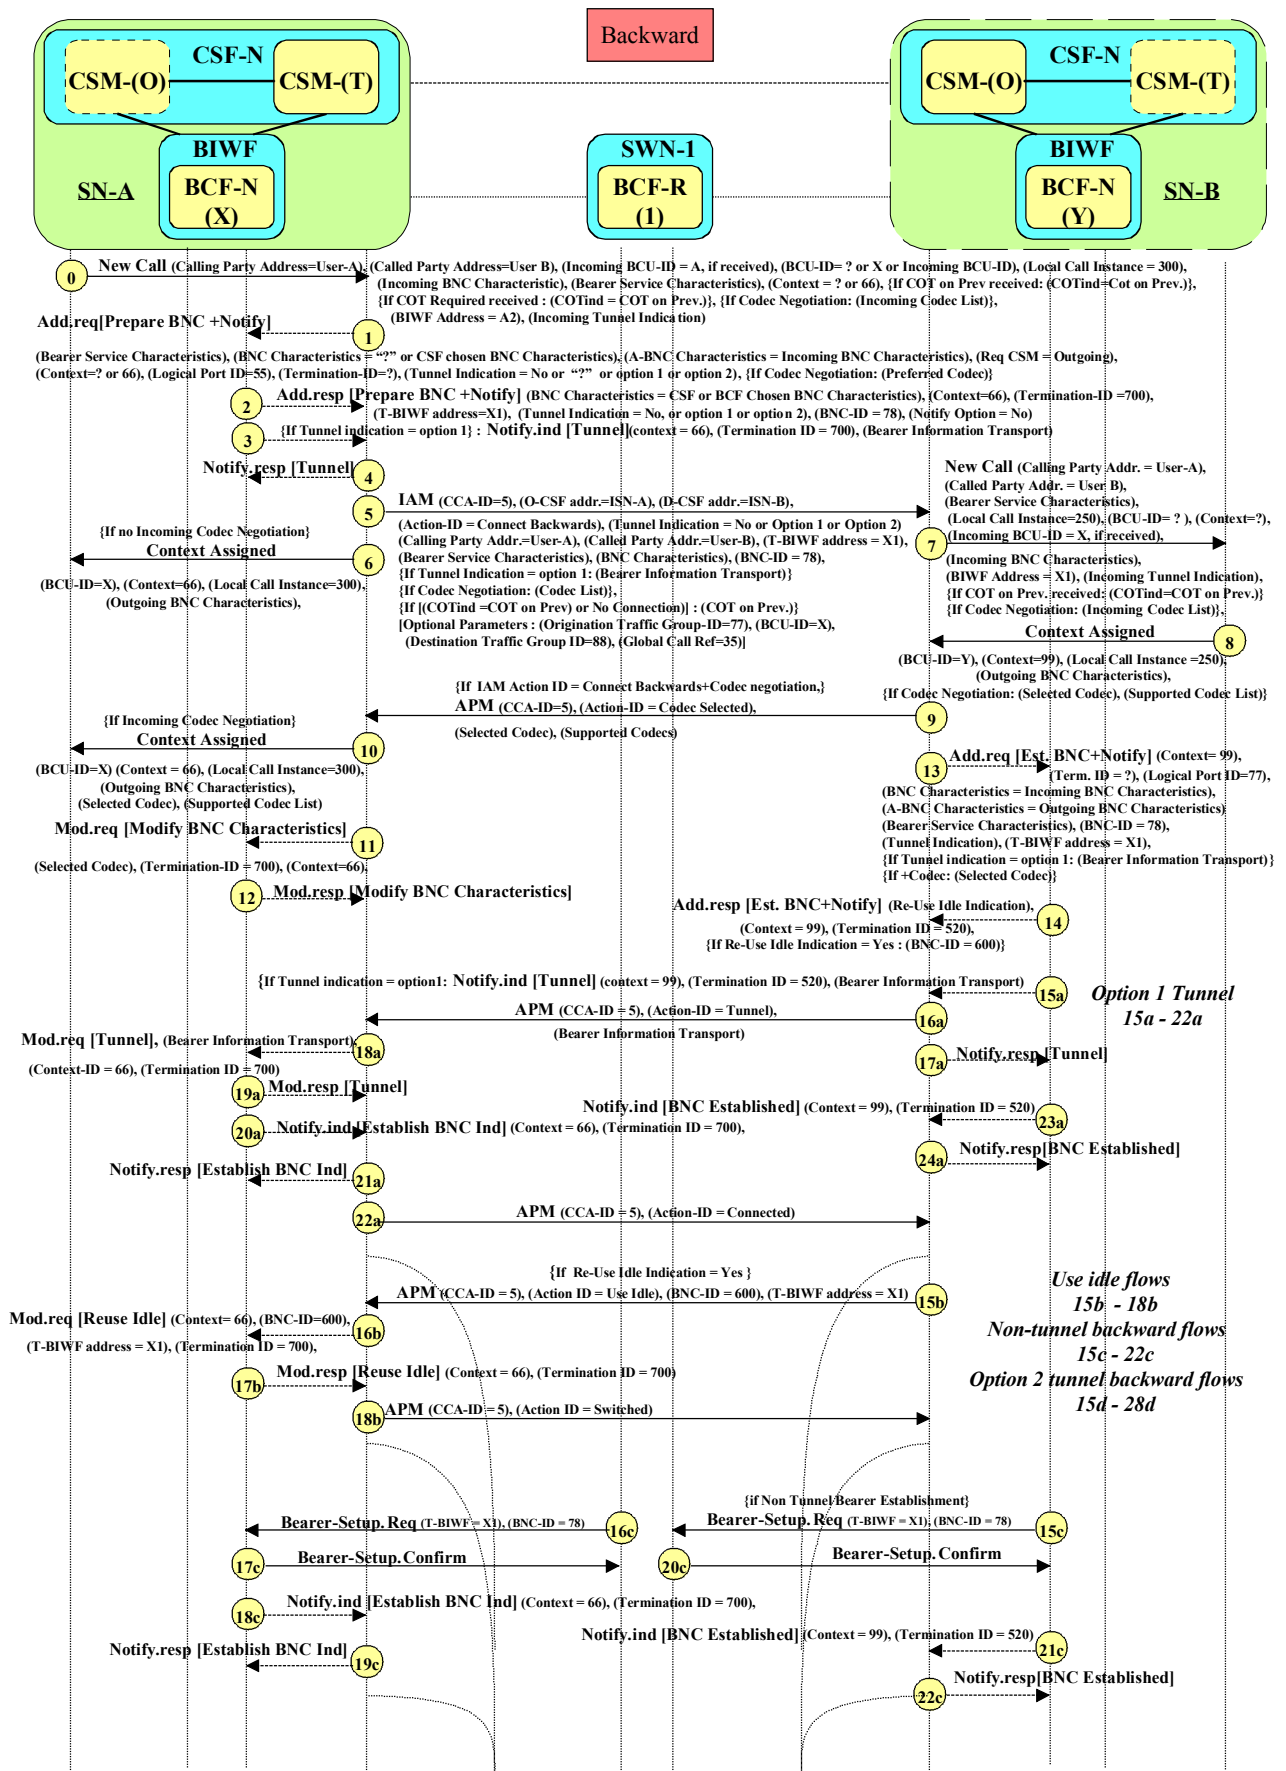 Backward
CSF-N
CSM-(O)
CSM-(T)
BIWF
BCF-N
(X)
SN-A
SWN-1
BCF-R
(1)
CSF-N
CSM-(O)
CSM-(T)
BIWF
BCF-N
(Y)
SN-B
0
New Call (Calling Party Address=User-A), (Called Party Address=User B), (Incoming BCU-ID = A, if received), (BCU-ID= ? or X or Incoming BCU-ID), (Local Call Instance = 300),
(Incoming BNC Characteristic), (Bearer Service Characteristics), (Context = ? or 66), {If COT on Prev received: (COTind=Cot on Prev.)},
{If COT Required received : (COTind = COT on Prev.)}, {If Codec Negotiation: (Incoming Codec List)},
(BIWF Address = A2), (Incoming Tunnel Indication)
Add.req[Prepare BNC +Notify]
1
(Bearer Service Characteristics), (BNC Characteristics = “?” or CSF chosen BNC Characteristics), (A-BNC Characteristics = Incoming BNC Characteristics), (Req CSM = Outgoing),
(Context=? or 66), (Logical Port ID=55), (Termination-ID=?), (Tunnel Indication = No or “?” or option 1 or option 2), {If Codec Negotiation: (Preferred Codec)}
2
Add.resp [Prepare BNC +Notify] (BNC Characteristics = CSF or BCF Chosen BNC Characteristics), (Context=66), (Termination-ID =700),
(T-BIWF address=X1), (Tunnel Indication = No, or option 1 or option 2), (BNC-ID = 78), (Notify Option = No)
3
{If Tunnel indication = option 1} : Notify.ind [Tunnel](context = 66), (Termination ID = 700), (Bearer Information Transport)
Notify.resp [Tunnel]
4
5
IAM (CCA-ID=5), (O-CSF addr.=ISN-A), (D-CSF addr.=ISN-B),
(Action-ID = Connect Backwards), (Tunnel Indication = No or Option 1 or Option 2)
(Calling Party Addr.=User-A), (Called Party Addr.=User-B), (T-BIWF address = X1),
(Bearer Service Characteristics), (BNC Characteristics), (BNC-ID = 78),
{If Tunnel Indication = option 1: (Bearer Information Transport)}
{If Codec Negotiation: (Codec List)},
{If [(COTind =COT on Prev) or No Connection)] : (COT on Prev.)}
[Optional Parameters : (Origination Traffic Group-ID=77), (BCU-ID=X),
(Destination Traffic Group ID=88), (Global Call Ref=35)]
{If no Incoming Codec Negotiation}
Context Assigned
6
(BCU-ID=X), (Context=66), (Local Call Instance=300),
(Outgoing BNC Characteristics),
New Call (Calling Party Addr. = User-A),
(Called Party Addr. = User B),
(Bearer Service Characteristics),
(Local Call Instance=250), (BCU-ID= ? ), (Context=?),
(Incoming BCU-ID = X, if received),
7
(Incoming BNC Characteristics),
(BIWF Address = X1), (Incoming Tunnel Indication),
{If COT on Prev. received: (COTind=COT on Prev.)}
{If Codec Negotiation: (Incoming Codec List)},
Context Assigned
8
(BCU-ID=Y), (Context=99), (Local Call Instance =250),
(Outgoing BNC Characteristics),
{If Codec Negotiation: (Selected Codec), (Supported Codec List)}
{If IAM Action ID = Connect Backwards+Codec negotiation,}
APM (CCA-ID=5), (Action-ID = Codec Selected),
9
(Selected Codec), (Supported Codecs)
{If Incoming Codec Negotiation}
Context Assigned
10
(BCU-ID=X) (Context = 66), (Local Call Instance=300),
(Outgoing BNC Characteristics),
(Selected Codec), (Supported Codec List)
13
Add.req [Est. BNC+Notify] (Context= 99),
(Term. ID = ?), (Logical Port ID=77),
(BNC Characteristics = Incoming BNC Characteristics),
(A-BNC Characteristics = Outgoing BNC Characteristics)
(Bearer Service Characteristics), (BNC-ID = 78),
(Tunnel Indication), (T-BIWF address = X1),
{If Tunnel indication = option 1: (Bearer Information Transport)}
{If +Codec: (Selected Codec)}
Mod.req [Modify BNC Characteristics]
11
(Selected Codec), (Termination-ID = 700), (Context=66),
12
Mod.resp [Modify BNC Characteristics]
Add.resp [Est. BNC+Notify] (Re-Use Idle Indication),
14
(Context = 99), (Termination ID = 520),
{If Re-Use Idle Indication = Yes : (BNC-ID = 600)}
{If Tunnel indication = option1: Notify.ind [Tunnel] (context = 99), (Termination ID = 520), (Bearer Information Transport)
15a
Option 1 Tunnel
15a - 22a
APM (CCA-ID = 5), (Action-ID = Tunnel),
16a
(Bearer Information Transport)
Mod.req [Tunnel], (Bearer Information Transport),
18a
(Context-ID = 66), (Termination ID = 700)
17a
Notify.resp [Tunnel]
19a
Mod.resp [Tunnel]
Notify.ind [BNC Established] (Context = 99), (Termination ID = 520)
23a
20a
Notify.ind [Establish BNC Ind] (Context = 66), (Termination ID = 700),
24a
Notify.resp[BNC Established]
Notify.resp [Establish BNC Ind]
21a
22a
APM (CCA-ID = 5), (Action-ID = Connected)
{If Re-Use Idle Indication = Yes }
APM (CCA-ID = 5), (Action ID = Use Idle), (BNC-ID = 600), (T-BIWF address = X1)
15b
Use idle flows
15b - 18b
Non-tunnel backward flows
15c - 22c
Option 2 tunnel backward flows
15d - 28d
Mod.req [Reuse Idle] (Context= 66), (BNC-ID=600),
16b
(T-BIWF address = X1), (Termination ID = 700),
17b
Mod.resp [Reuse Idle] (Context = 66), (Termination ID = 700)
18b
APM (CCA-ID = 5), (Action ID = Switched)
{if Non Tunnel Bearer Establishment}
Bearer-Setup.Req (T-BIWF = X1), (BNC-ID = 78)
16c
Bearer-Setup.Req (T-BIWF = X1), (BNC-ID = 78)
15c
17c
Bearer-Setup.Confirm
20c
Bearer-Setup.Confirm
18c
Notify.ind [Establish BNC Ind] (Context = 66), (Termination ID = 700),
Notify.ind [BNC Established] (Context = 99), (Termination ID = 520)
21c
Notify.resp [Establish BNC Ind]
19c
22c
Notify.resp[BNC Established]